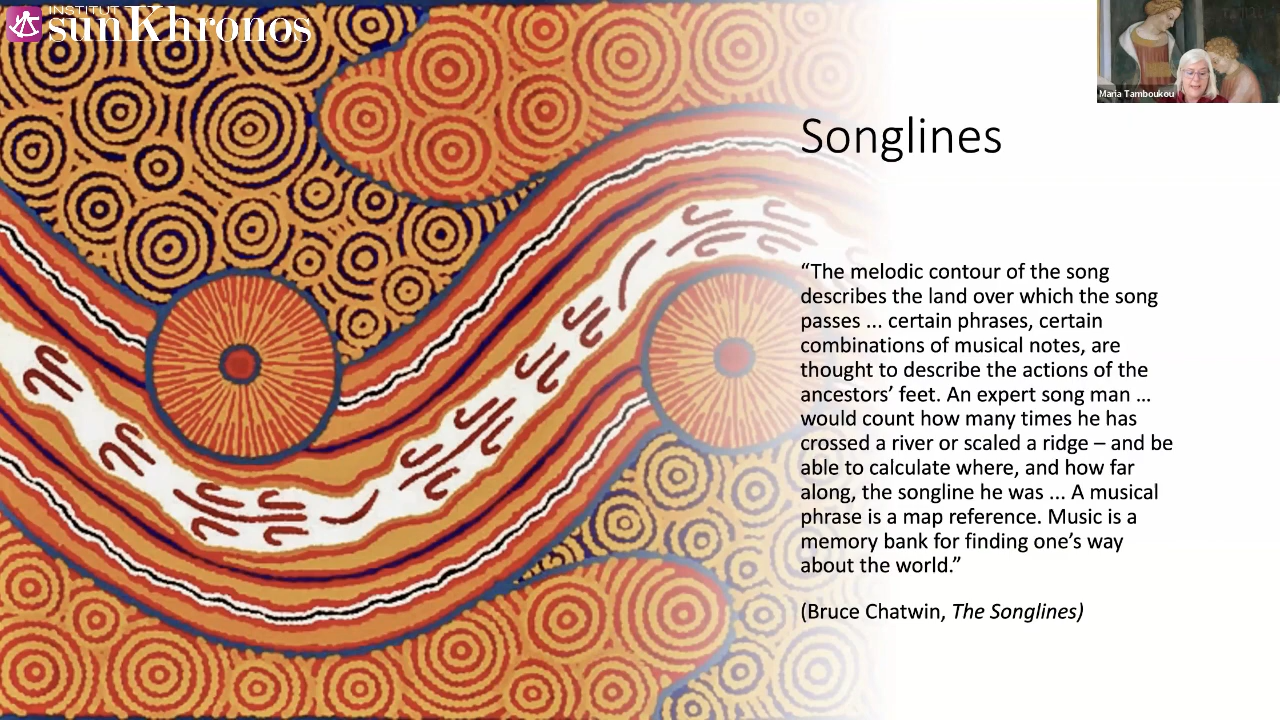 INSTITUT
sunKhronos
Maria Tamboukou
Songlines
“The melodic contour of the song
describes the land over which the song
passes ... certain phrases, certain
combinations of musical notes, are
thought to describe the actions of the
ancestors’ feet. An expert song man ...
would count how many times he has
crossed a river or scaled a ridge – and be
able to calculate where, and how far
along, the songline he was ... A musical
phrase is a map reference. Music is a
memory bank for finding one’s way
about the world.”
(Bruce Chatwin, The Songlines)